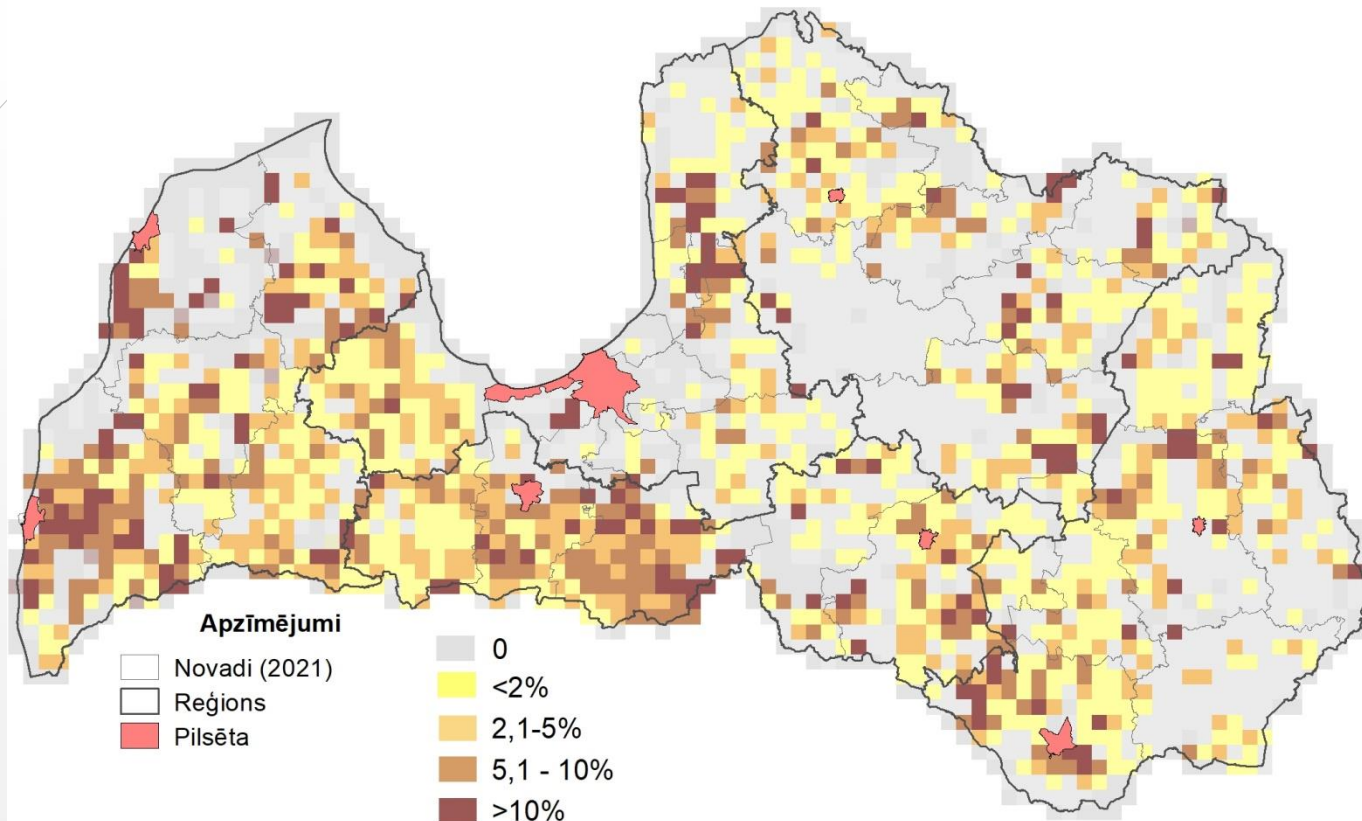 Apzīmējumi
Novadi (2021)
Reģions
Pilsēta
0
<2%
2,1-5%
5,1 - 10%
>10%